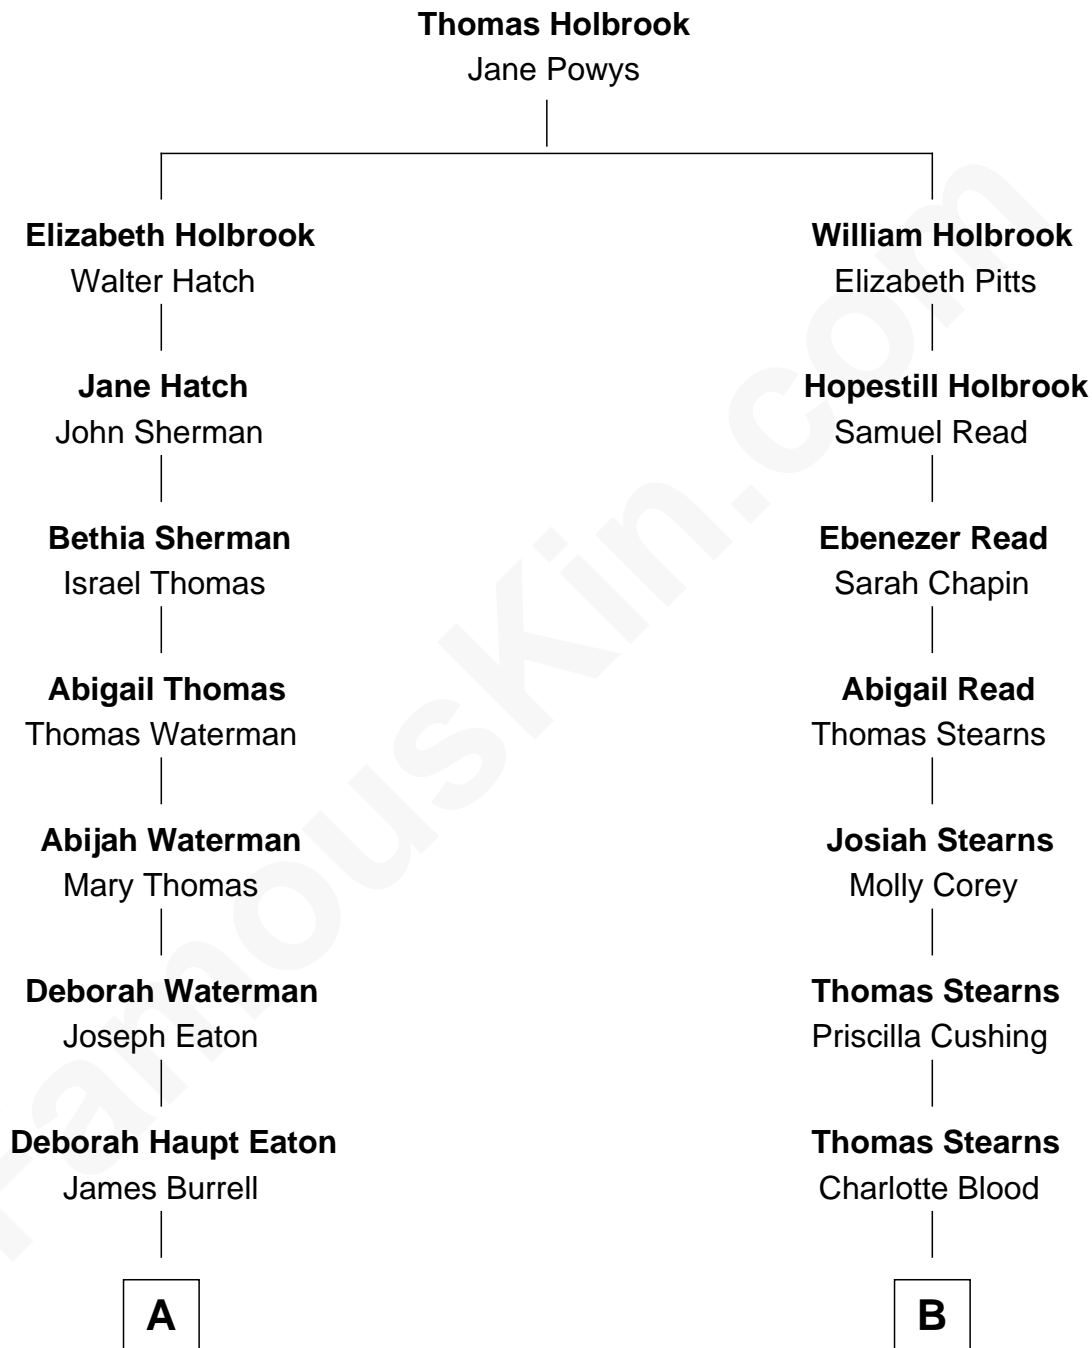 Thomas Holbrook
Jane Powys
Elizabeth Holbrook
Walter Hatch
William Holbrook
Elizabeth Pitts
Jane Hatch
John Sherman
Hopestill Holbrook
Samuel Read
Bethia Sherman
Israel Thomas
Ebenezer Read
Sarah Chapin
Abigail Thomas
Thomas Waterman
Abigail Read
Thomas Stearns
Abijah Waterman
Mary Thomas
Josiah Stearns
Molly Corey
Deborah Waterman
Joseph Eaton
Thomas Stearns
Priscilla Cushing
Deborah Haupt Eaton
James Burrell
Thomas Stearns
Charlotte Blood
A
B
FamousKin.com